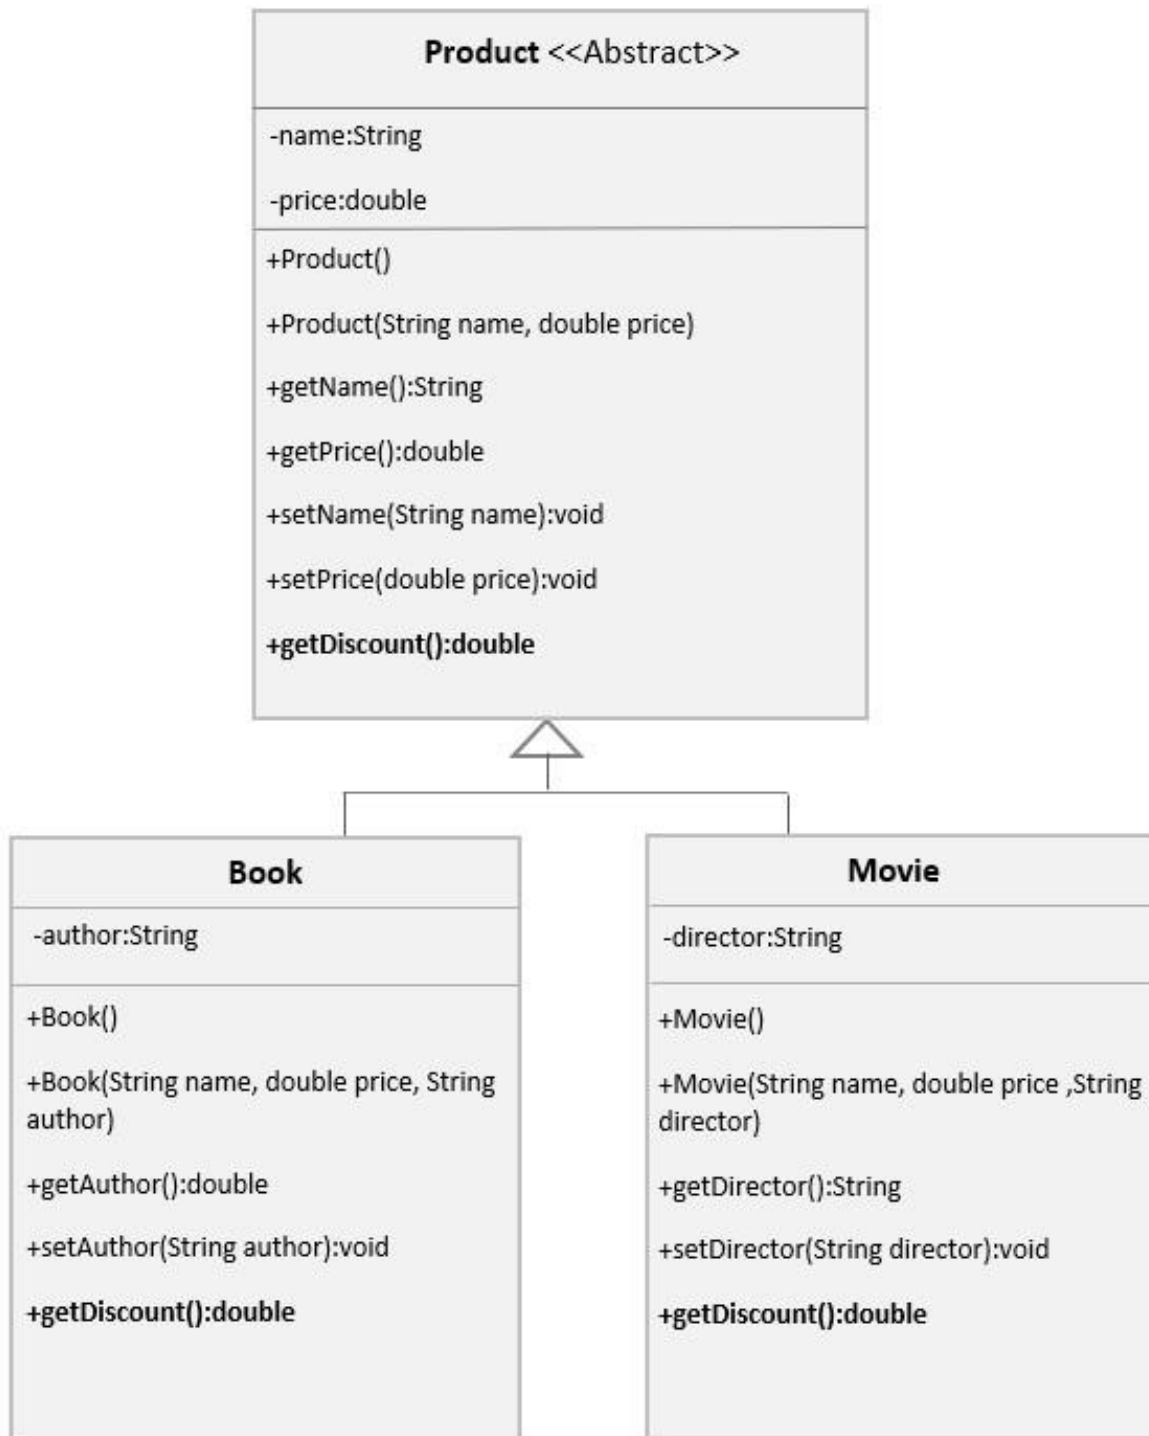 Product <<Abstract>>
-name:String
-price:double
+Product()
+Product(String name, double price)
+getName():String
+getPrice():double
+setName(String name):void
+setPrice(double price):void
+getDiscount():double
Book
-author:String
+Book()
+Book(String name, double price, String
author)
+getAuthor():double
+setAuthor(String author):void
+getDiscount():double
Movie
-director:String
+Movie()
+Movie(String name, double price ,String
director)
+getDirector():String
+setDirector(String director):void
+getDiscount():double